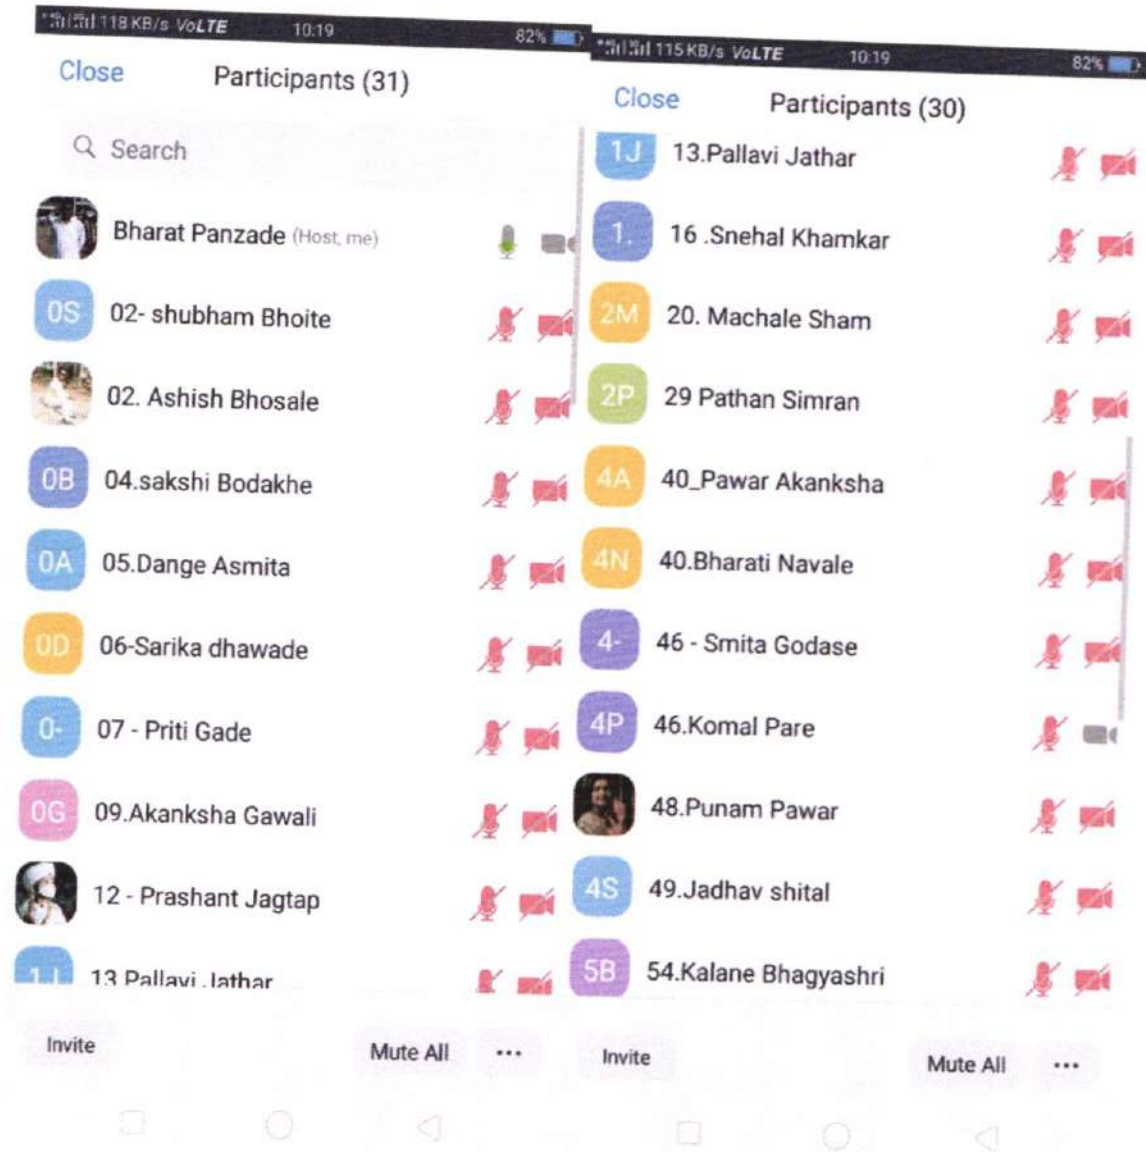 118 KB/s VoLTE 10:19 82%
Close Participants (31)
Search
Bharat Panzade (Host, me)
0S 02- shubham Bhoite
02. Ashish Bhosale
0B 04.sakshi Bodakhe
0A 05.Dange Asmita
0D 06-Sarika dhawade
0- 07 - Priti Gade
0G 09.Akanksha Gawali
12 - Prashant Jagtap
1J 13 Pallavi Jathar
Invite Mute All ...
115 KB/s VoLTE 10:19 82%
Close Participants (30)
1J 13.Pallavi Jathar
1. 16 .Snehal Khamkar
2M 20. Machale Sham
2P 29 Pathan Simran
4A 40_Pawar Akanksha
4N 40.Bharati Navale
4- 46 - Smita Godase
4P 46.Komal Pare
48.Punam Pawar
4S 49.Jadhav shital
5B 54.Kalane Bhagyashri
Invite Mute All ...